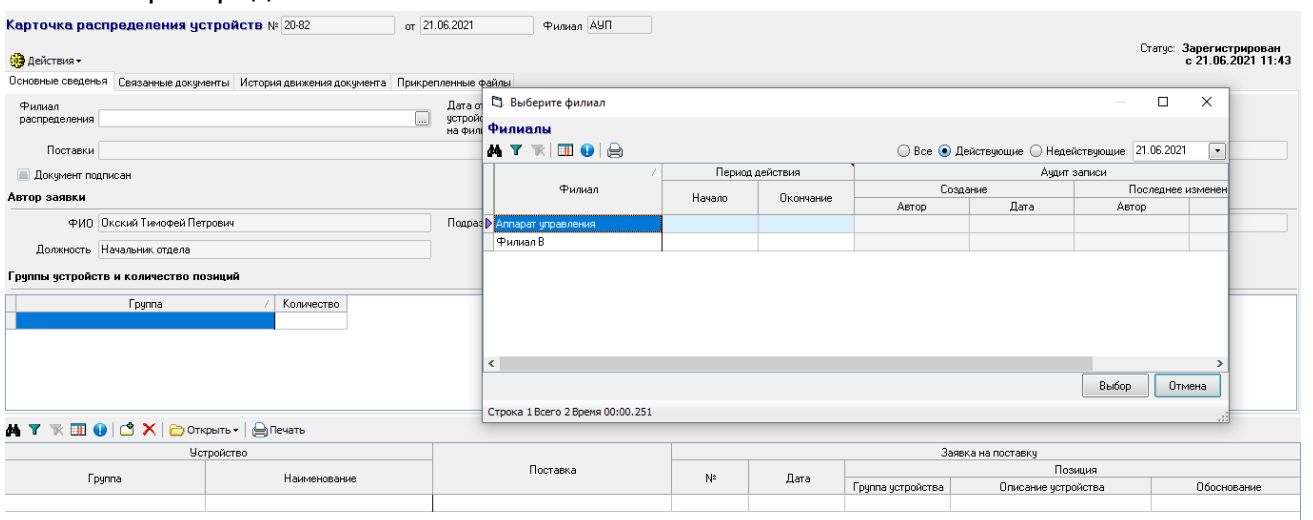 Карточка распределения устройств № 20-82 от 21.06.2021 Филиал АУП
Статус: Зарегистрирован
с 21.06.2021 11:43
Действия
Основные сведенья Связанные документы История движения документа Прикрепленные файлы
Филиал
распределения ...
Дата
на
Поставки
Документ подписан
Автор заявки
ФИО Окский Тимофей Петрович
Должность Начальник отдела
Группы устройств и количество позиций
Группа Количество
Выберите филиал
Филиалы
Все Действующие Недействующие 21.06.2021
Филиал Период действия Аудит записи
Начало Окончание Создание Последнее изменен
Автор Дата Автор
Аппарат управления
Филиал В
Выбор Отмена
Строка 1 Всего 2 Время 00:00.251
Открыть Печать
Устройство Поставка Заявка на поставку
Группа Наименование № Дата Позиция
Группа устройства Описание устройства Обоснование